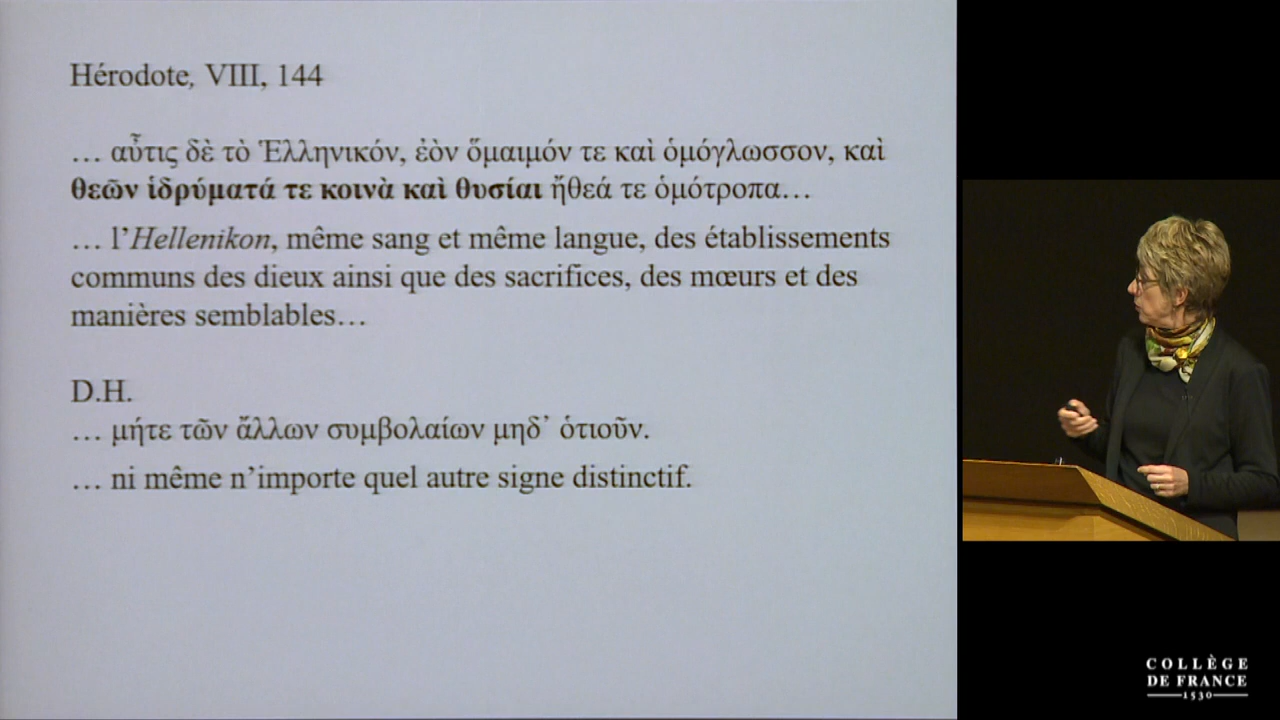 Hérodote, VIII, 144
… αὖτις δὲ τὸ Ἑλληνικόν, ἐὸν ὅμαιμόν τε καὶ ὁμόγλωσσον, καὶ
θεῶν ἱδρύματά τε κοινὰ καὶ θυσίαι ἤθεά τε ὁμότροπα…
… l’Hellenikon, même sang et même langue, des établissements
communs des dieux ainsi que des sacrifices, des mœurs et des
manières semblables…
D.H.
… μήτε τῶν ἄλλων συμβολαίων μηδ’ ὁτιοῦν.
… ni même n’importe quel autre signe distinctif.
COLLÈGE
DE FRANCE
1530